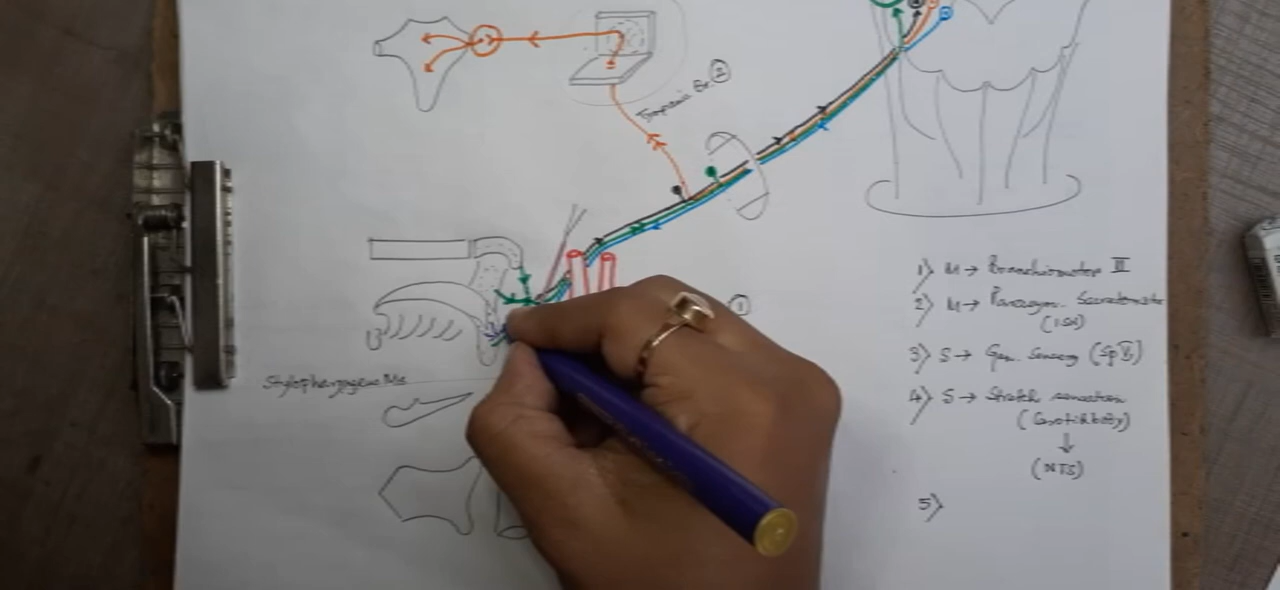 Tympanic Br. ②
①
Stylopharyngeus Ms
1) M → Branchiomotor III
2) M → Parasym. Secretomotor
(ISN)
3) S → Gen. Sensory (Sp V)
4) S → Stretch sensation
(Carotid body)
↓
(NTS)
5)